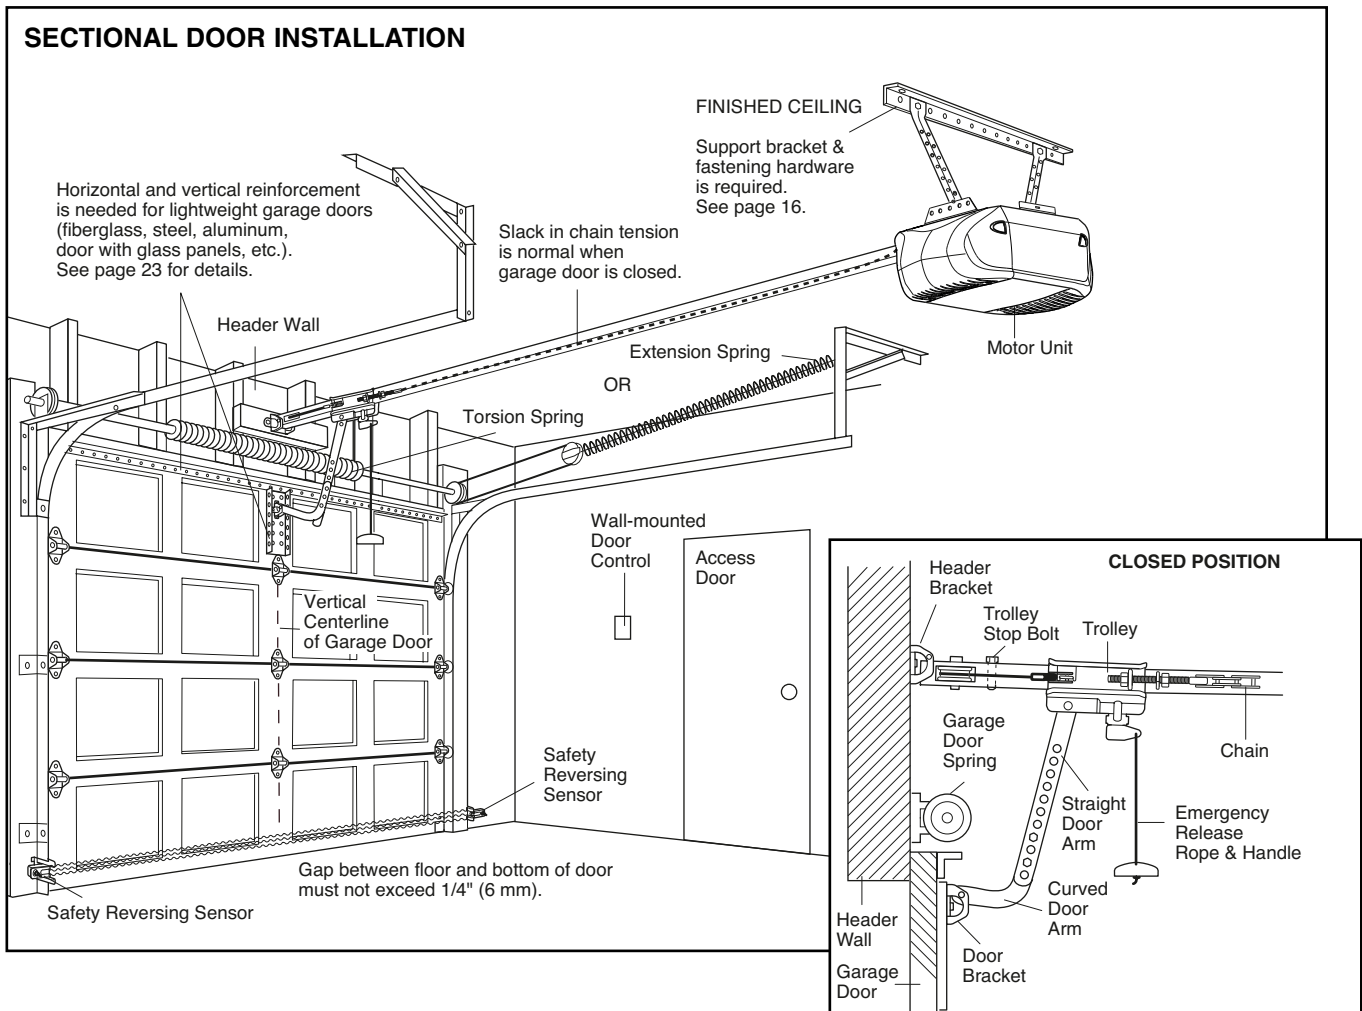 SECTIONAL DOOR INSTALLATION
FINISHED CEILING
Support bracket &
fastening hardware
is required.
See page 16.
Horizontal and vertical reinforcement
is needed for lightweight garage doors
(fiberglass, steel, aluminum,
door with glass panels, etc.).
See page 23 for details.
Slack in chain tension
is normal when
garage door is closed.
Header Wall
Extension Spring
OR
Motor Unit
Torsion Spring
Wall-mounted
Door
Control
Access
Door
Vertical
Centerline
of Garage Door
Safety
Reversing
Sensor
Gap between floor and bottom of door
must not exceed 1/4" (6 mm).
Safety Reversing Sensor
CLOSED POSITION
Header
Bracket
Trolley
Stop Bolt
Trolley
Garage
Door
Spring
Chain
Straight
Door
Arm
Emergency
Release
Rope & Handle
Curved
Door
Arm
Header
Wall
Door
Bracket
Garage
Door